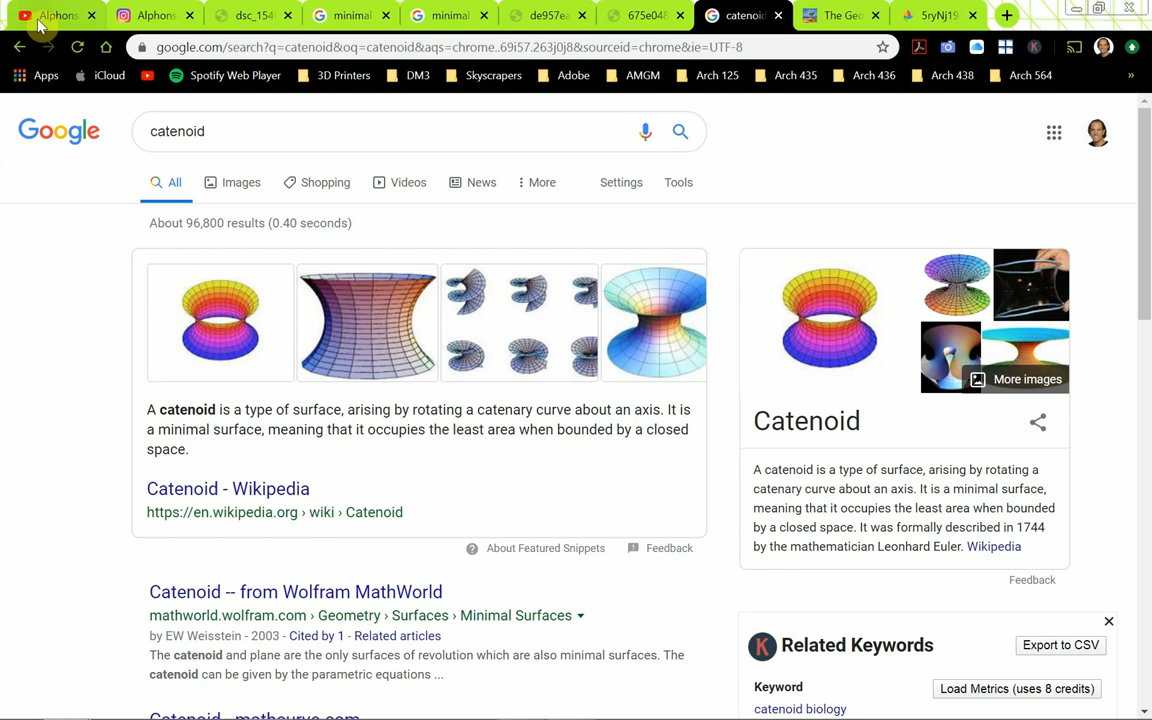 Alphons
Alphons
dsc_154
minimal
minimal
de957ea
675e048
catenoid
The Geo
5ryNj19
google.com/search?q=catenoid&oq=catenoid&aqs=chrome..69i57.263j0j8&sourceid=chrome&ie=UTF-8
Apps
iCloud
Spotify Web Player
3D Printers
DM3
Skyscrapers
Adobe
AMGM
Arch 125
Arch 435
Arch 436
Arch 438
Arch 564
»
Google
catenoid
All
Images
Shopping
Videos
News
More
Settings
Tools
About 96,800 results (0.40 seconds)
A catenoid is a type of surface, arising by rotating a catenary curve about an axis. It is
a minimal surface, meaning that it occupies the least area when bounded by a closed
space.
Catenoid - Wikipedia
https://en.wikipedia.org › wiki › Catenoid
About Featured Snippets
Feedback
Catenoid -- from Wolfram MathWorld
mathworld.wolfram.com › Geometry › Surfaces › Minimal Surfaces
by EW Weisstein - 2003 - Cited by 1 - Related articles
The catenoid and plane are the only surfaces of revolution which are also minimal surfaces. The
catenoid can be given by the parametric equations ...
Catenoid - mathcurve.com
More images
Catenoid
A catenoid is a type of surface, arising by rotating a
catenary curve about an axis. It is a minimal surface,
meaning that it occupies the least area when bounded
by a closed space. It was formally described in 1744
by the mathematician Leonhard Euler. Wikipedia
Feedback
K
Related Keywords
Export to CSV
Keyword
Load Metrics (uses 8 credits)
catenoid biology